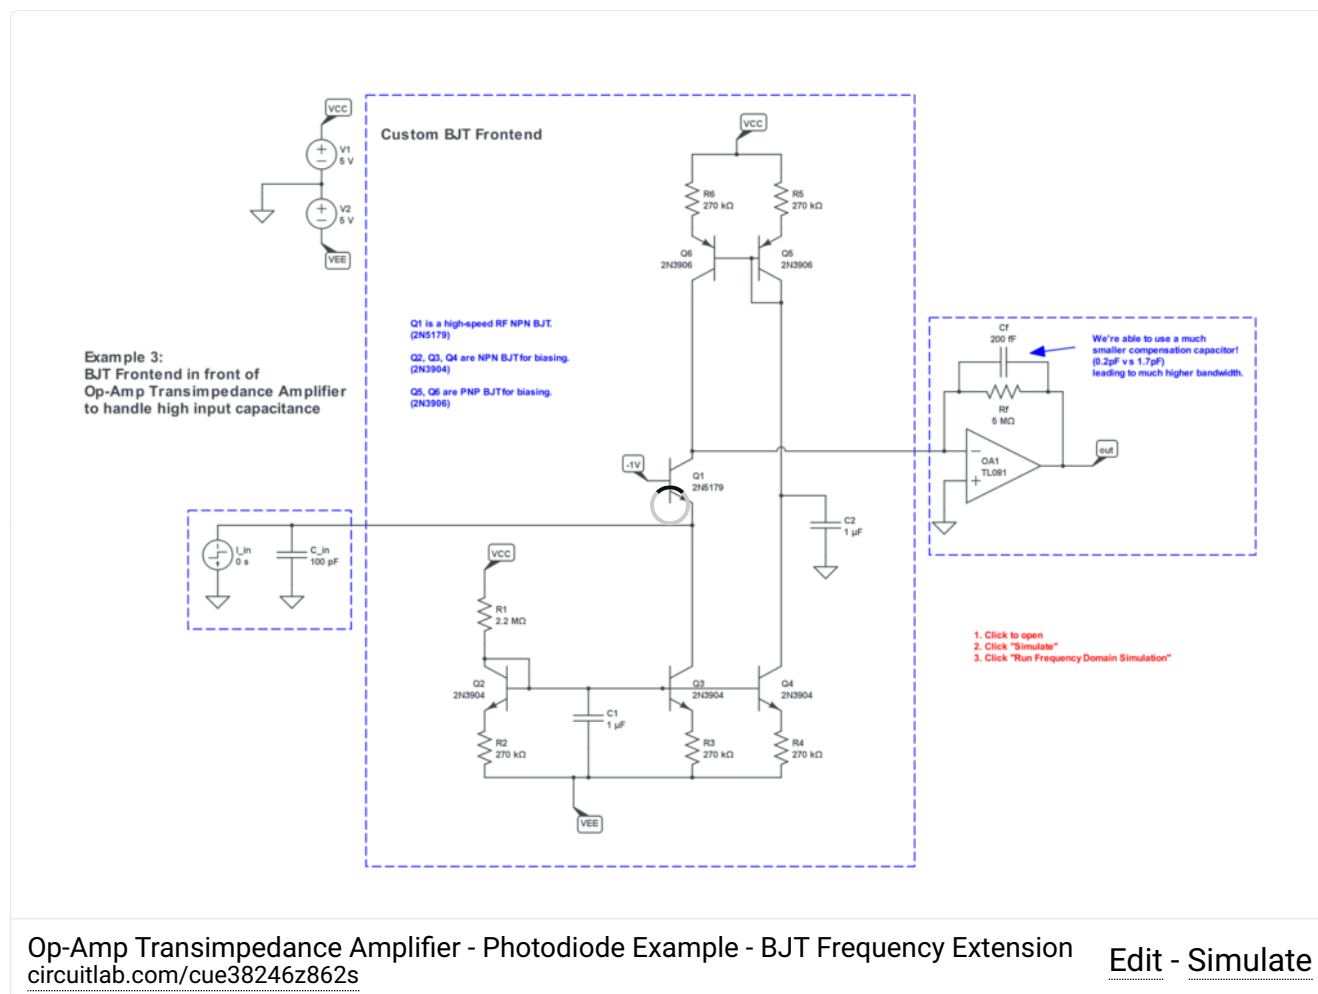 VCC
Custom BJT Frontend
VCC
V1
5 V
V2
5 V
VEE
R6
270 kΩ
R5
270 kΩ
Q6
2N3906
Q5
2N3906
Q1 is a high-speed RF NPN BJT.
(2N5179)
Q2, Q3, Q4 are NPN BJT for biasing.
(2N3904)
Q5, Q6 are PNP BJT for biasing.
(2N3906)
Example 3:
BJT Frontend in front of
Op-Amp Transimpedance Amplifier
to handle high input capacitance
Cf
200 fF
We're able to use a much
smaller compensation capacitor!
(0.2pF vs 1.7pF)
leading to much higher bandwidth.
Rf
5 MΩ
OA1
TL081
out
-1V
Q1
2N5179
C2
1 µF
I_in
0 s
C_in
100 pF
VCC
R1
2.2 MΩ
1. Click to open
2. Click "Simulate"
3. Click "Run Frequency Domain Simulation"
Q2
2N3904
Q3
2N3904
Q4
2N3904
C1
1 µF
R2
270 kΩ
R3
270 kΩ
R4
270 kΩ
VEE
Op-Amp Transimpedance Amplifier - Photodiode Example - BJT Frequency Extension
circuitlab.com/cue38246z862s
Edit - Simulate